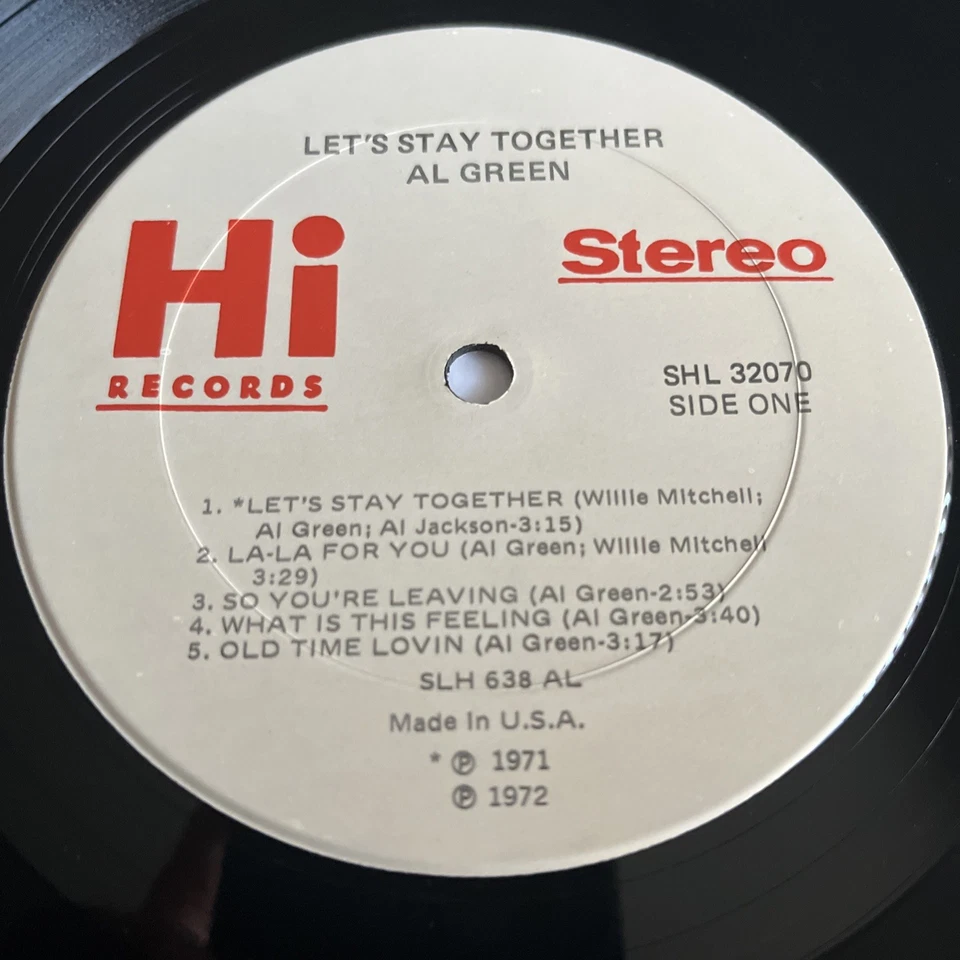 LET'S STAY TOGETHER
AL GREEN
Hi
RECORDS
Stereo
SHL 32070
SIDE ONE
1. *LET'S STAY TOGETHER (Willie Mitchell;
Al Green; Al Jackson-3:15)
2. LA-LA FOR YOU (Al Green; Willie Mitchell
3:29)
3. SO YOU'RE LEAVING (Al Green-2:53)
4. WHAT IS THIS FEELING (Al Green-3:40)
5. OLD TIME LOVIN (Al Green-3:17)
SLH 638 AL
Made in U.S.A.
* ℗ 1971
℗ 1972